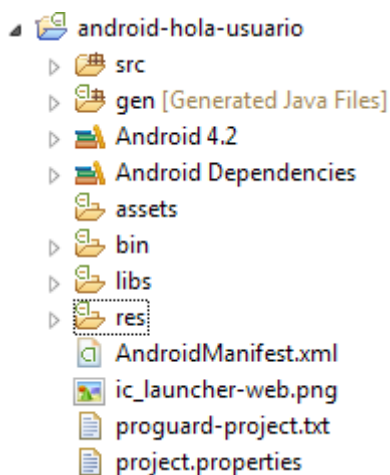 android-hola-usuario
src
gen [Generated Java Files]
Android 4.2
Android Dependencies
assets
bin
libs
res
AndroidManifest.xml
ic_launcher-web.png
proguard-project.txt
project.properties